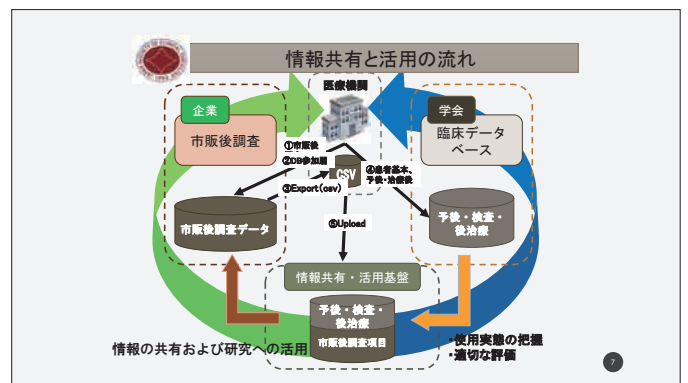 情報共有と活用の流れ
医療機関
企業
市販後調査
学会
臨床データ
ベース
①市販後
②DB参加届
③Export(csv)
CSV
④患者基本、
予後・治療後
⑤Upload
市販後調査データ
予後・検査・
後治療
情報共有・活用基盤
予後・検査・
後治療
市販後調査項目
情報の共有および研究への活用
・使用実態の把握
・適切な評価
7